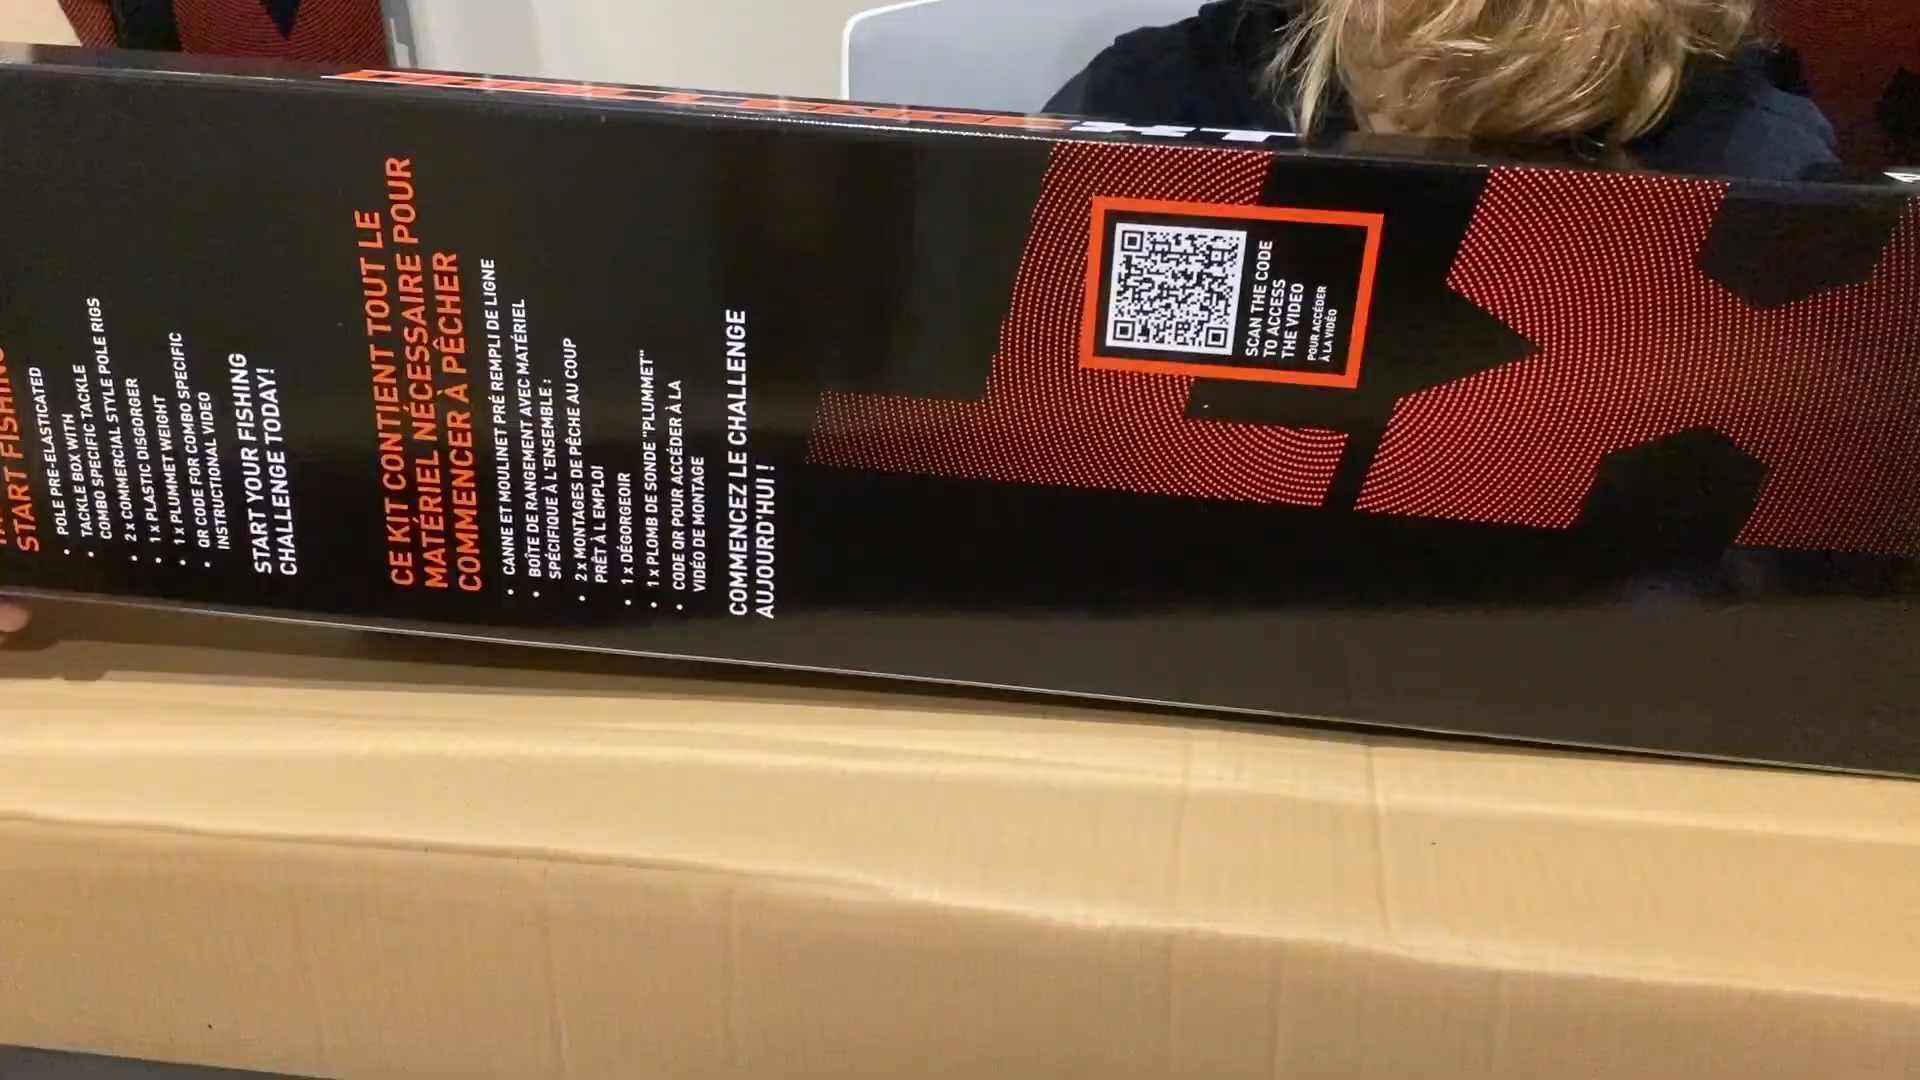 CHALLENGE XT
START FISHING
• POLE PRE-ELASTICATED
• TACKLE BOX WITH
COMBO SPECIFIC TACKLE
• 2 x COMMERCIAL STYLE POLE RIGS
• 1 x PLASTIC DISGORGER
• 1 x PLUMMET WEIGHT
• QR CODE FOR COMBO SPECIFIC
INSTRUCTIONAL VIDEO
START YOUR FISHING
CHALLENGE TODAY!
CE KIT CONTIENT TOUT LE
MATÉRIEL NÉCESSAIRE POUR
COMMENCER À PÊCHER
• CANNE ET MOULINET PRÉ REMPLI DE LIGNE
• BOÎTE DE RANGEMENT AVEC MATÉRIEL
SPÉCIFIQUE À L'ENSEMBLE :
• 2 x MONTAGES DE PÊCHE AU COUP
PRÊT À L'EMPLOI
• 1 x DÉGORGEOIR
• 1 x PLOMB DE SONDE "PLUMMET"
• CODE QR POUR ACCÉDER À LA
VIDÉO DE MONTAGE
COMMENCEZ LE CHALLENGE
AUJOURD'HUI !
SCAN THE CODE
TO ACCESS
THE VIDEO
POUR ACCÉDER
À LA VIDÉO